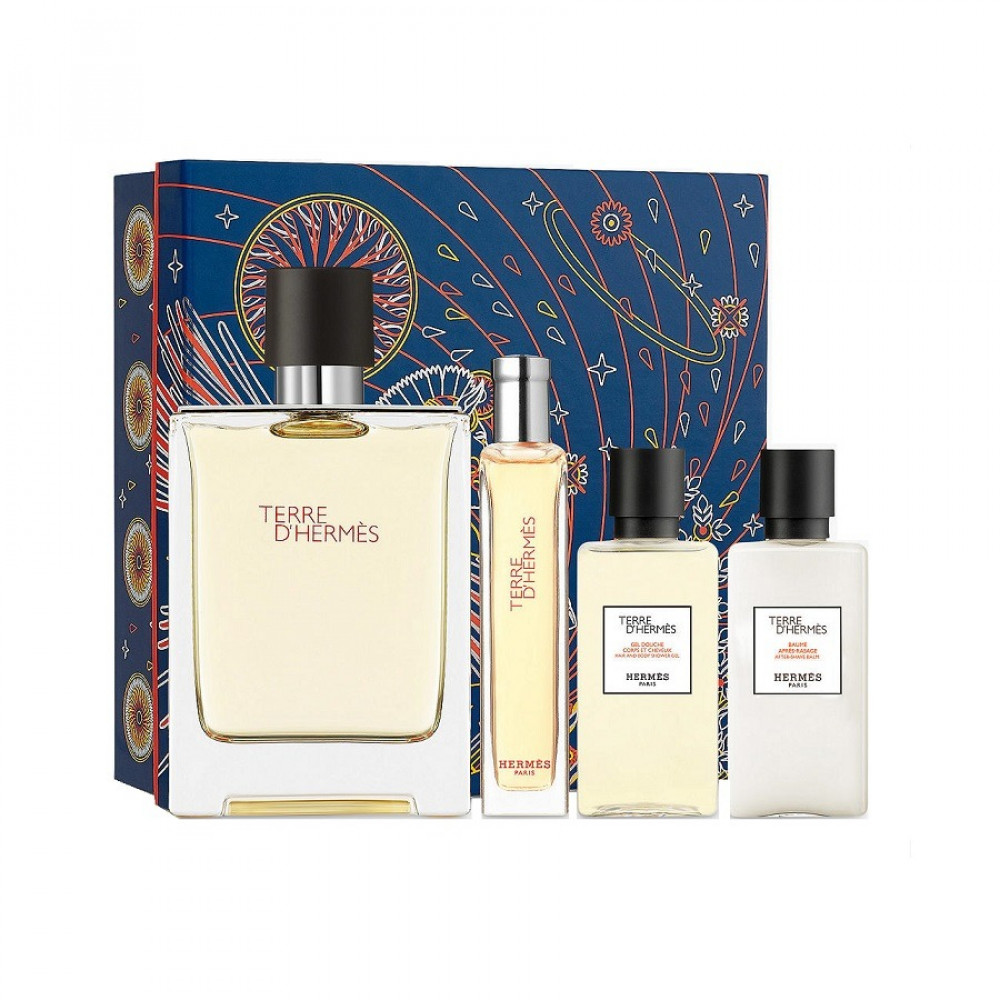 TERRE
D'HERMÈS
TERRE
D'HERMÈS
HERMÈS
PARIS
TERRE
D'HERMÈS
GEL DOUCHE
CORPS ET CHEVEUX
HAIR AND BODY SHOWER GEL
HERMÈS
PARIS
TERRE
D'HERMÈS
BAUME
APRÈS-RASAGE
AFTER-SHAVE BALM
HERMÈS
PARIS